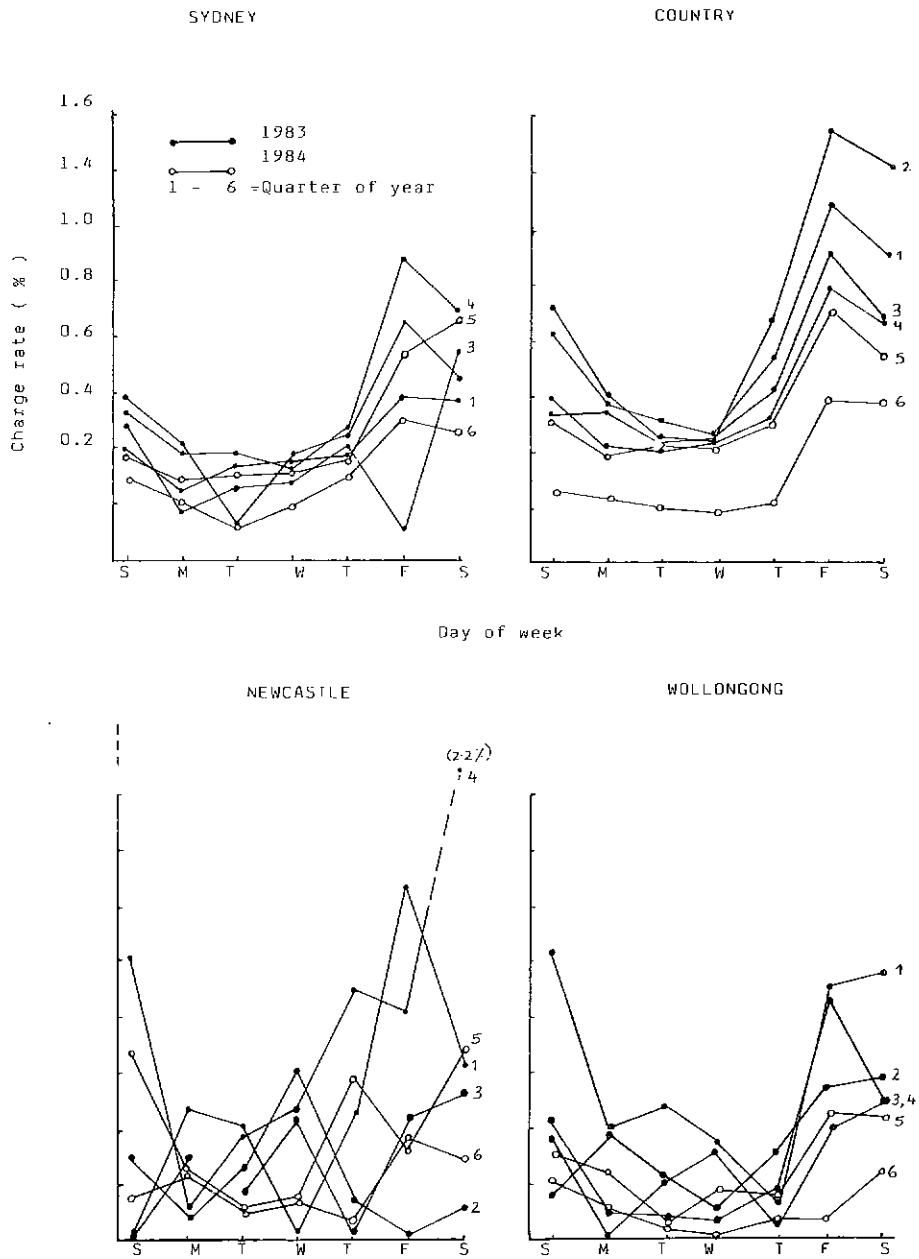 SYDNEY
COUNTRY
1.6
1.4
1.0
0.8
0.6
0.4
0.2
Charge rate ( % )
1983
1984
1 - 6 =Quarter of year
4
5
3
1
6
S M T W T F S
2
1
3
4
5
6
S M T W T F S
Day of week
NEWCASTLE
WOLLONGONG
(2.2%)
4
5
1
3
6
2
S M T W T F S
1
2
3,4
5
6
S M T W T F S